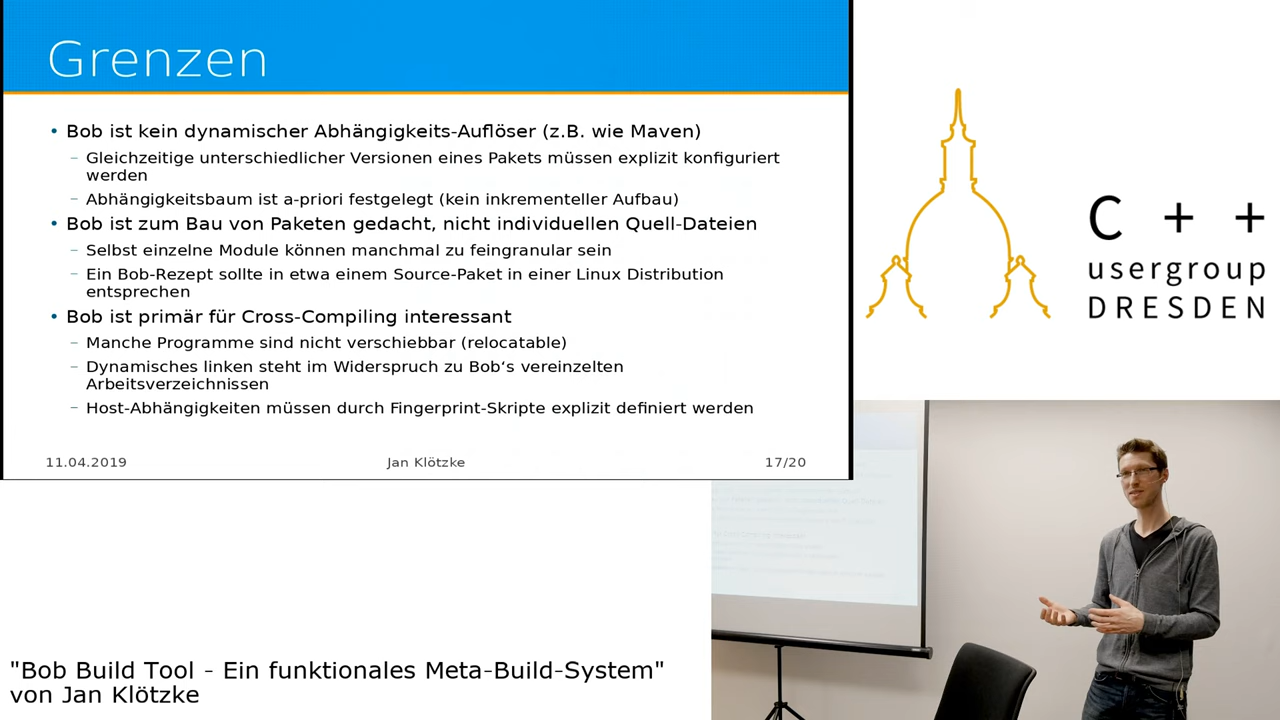 Grenzen
• Bob ist kein dynamischer Abhängigkeits-Auflöser (z.B. wie Maven)
– Gleichzeitige unterschiedlicher Versionen eines Pakets müssen explizit konfiguriert
werden
– Abhängigkeitsbaum ist a-priori festgelegt (kein inkrementeller Aufbau)
• Bob ist zum Bau von Paketen gedacht, nicht individuellen Quell-Dateien
– Selbst einzelne Module können manchmal zu feingranular sein
– Ein Bob-Rezept sollte in etwa einem Source-Paket in einer Linux Distribution
entsprechen
• Bob ist primär für Cross-Compiling interessant
– Manche Programme sind nicht verschiebbar (relocatable)
– Dynamisches linken steht im Widerspruch zu Bob‘s vereinzelten
Arbeitsverzeichnissen
– Host-Abhängigkeiten müssen durch Fingerprint-Skripte explizit definiert werden
11.04.2019 Jan Klötzke 17/20
C + +
usergroup
DRESDEN
"Bob Build Tool - Ein funktionales Meta-Build-System"
von Jan Klötzke